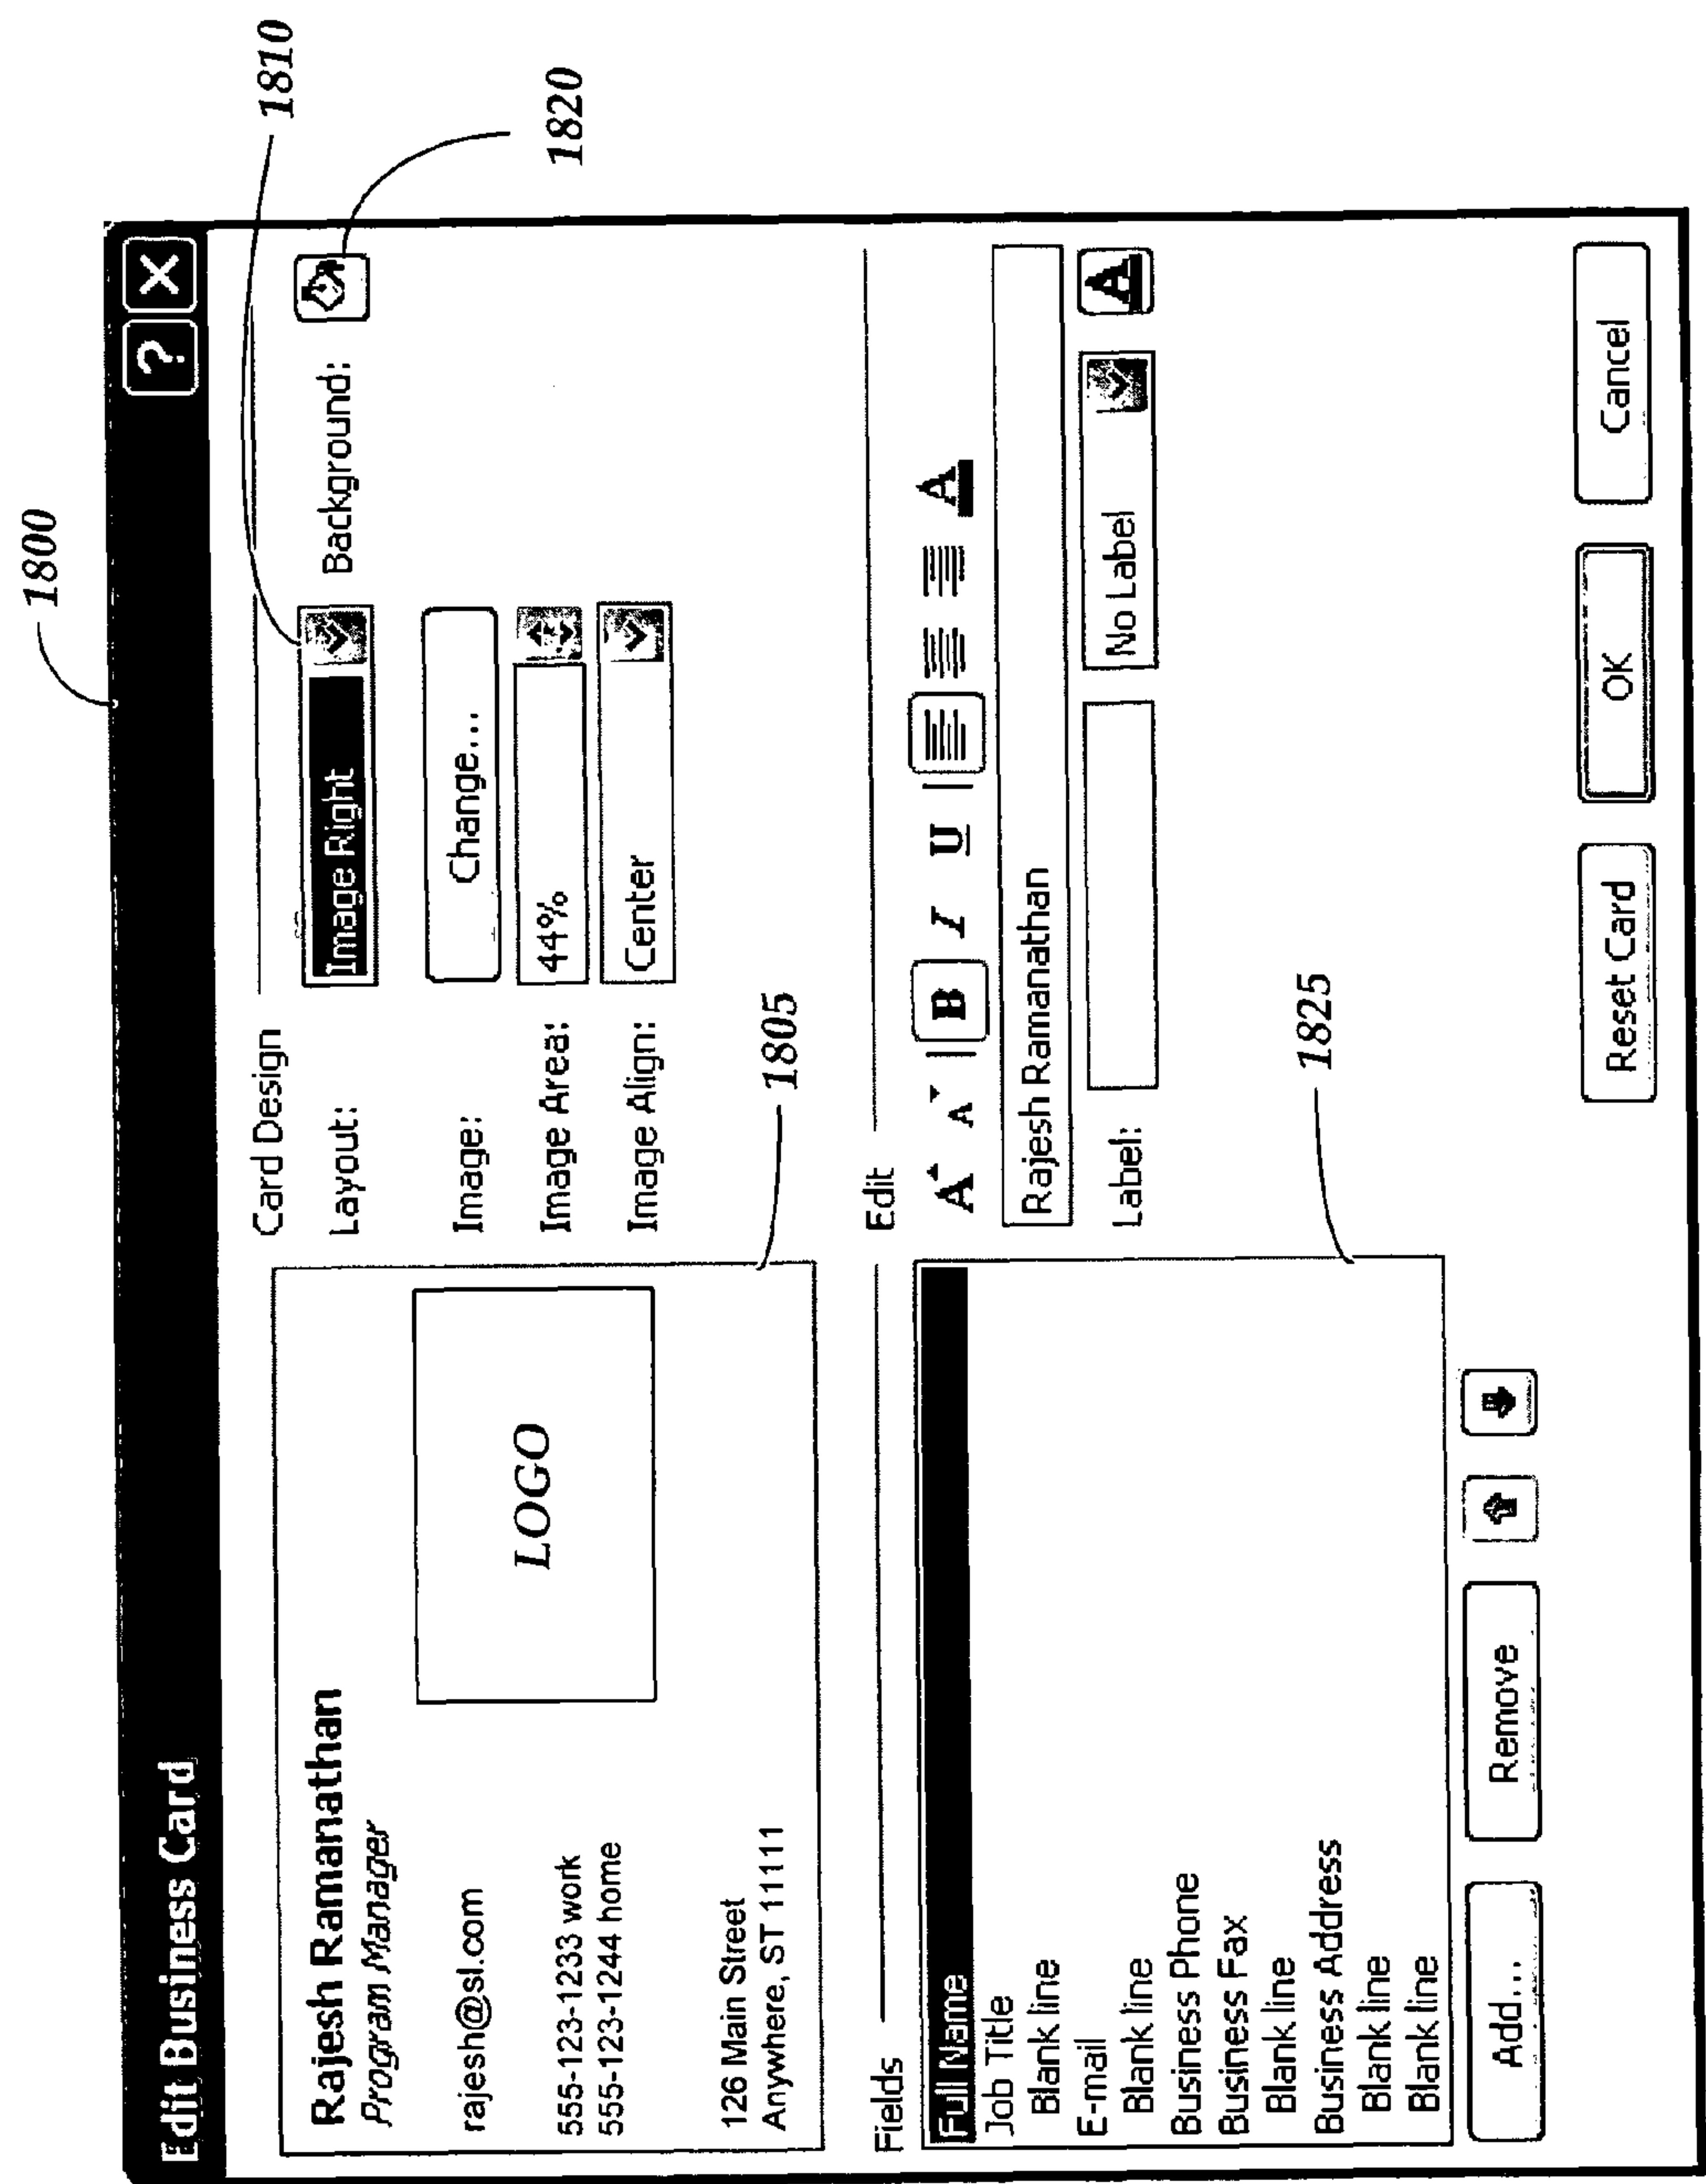 1800
Edit Business Card
?
X
1810
1820
Rajesh Ramanathan
Program Manager
rajesh@sl.com
555-123-1233 work
555-123-1244 home
126 Main Street
Anywhere, ST 11111
LOGO
1805
Card Design
Layout:
Image Right
Background:
Image:
Change...
Image Area:
44%
Image Align:
Center
Fields
Full Name
Job Title
Blank line
E-mail
Blank line
Business Phone
Business Fax
Blank line
Business Address
Blank line
Blank line
1825
Add...
Remove
Edit
A A B I U A
Rajesh Ramanathan
Label:
No Label
A
Reset Card
OK
Cancel